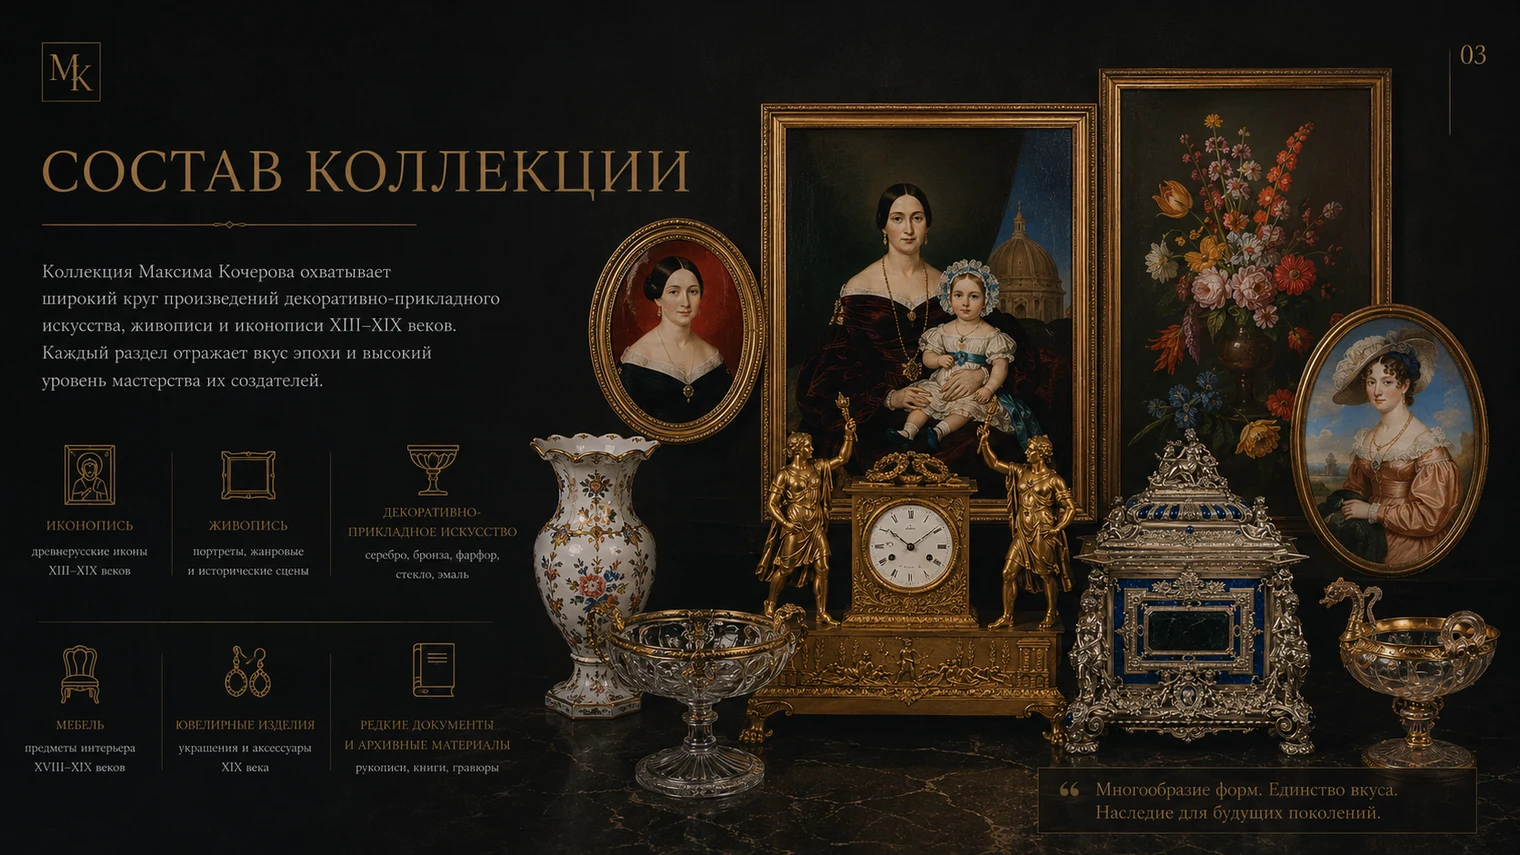 MK
03
СОСТАВ КОЛЛЕКЦИИ
Коллекция Максима Кочерова охватывает
широкий круг произведений декоративно-прикладного
искусства, живописи и иконописи XIII–XIX веков.
Каждый раздел отражает вкус эпохи и высокий
уровень мастерства их создателей.
ИКОНОПИСЬ
древнерусские иконы
XIII–XIX веков
ЖИВОПИСЬ
портреты, жанровые
и исторические сцены
ДЕКОРАТИВНО-
ПРИКЛАДНОЕ ИСКУССТВО
серебро, бронза, фарфор,
стекло, эмаль
МЕБЕЛЬ
предметы интерьера
XVIII–XIX веков
ЮВЕЛИРНЫЕ ИЗДЕЛИЯ
украшения и аксессуары
XIX века
РЕДКИЕ ДОКУМЕНТЫ
И АРХИВНЫЕ МАТЕРИАЛЫ
рукописи, книги, гравюры
“ Многообразие форм. Единство вкуса.
Наследие для будущих поколений.